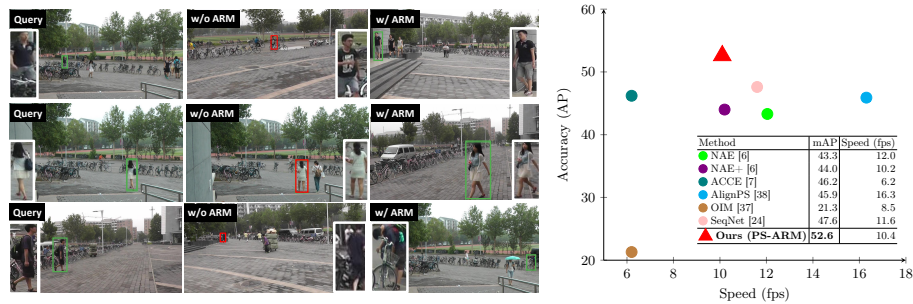 Query
w/o ARM
w/ ARM
Query
w/o ARM
w/ ARM
Query
w/o ARM
w/ ARM
60
50
40
30
20
Accuracy (AP)
6 8 10 12 14 16 18
Speed (fps)
Method mAP Speed (fps)
NAE [6] 43.3 12.0
NAE+ [6] 44.0 10.2
ACCE [7] 46.2 6.2
AlignPS [38] 45.9 16.3
OIM [37] 21.3 8.5
SeqNet [24] 47.6 11.6
Ours (PS-ARM) 52.6 10.4